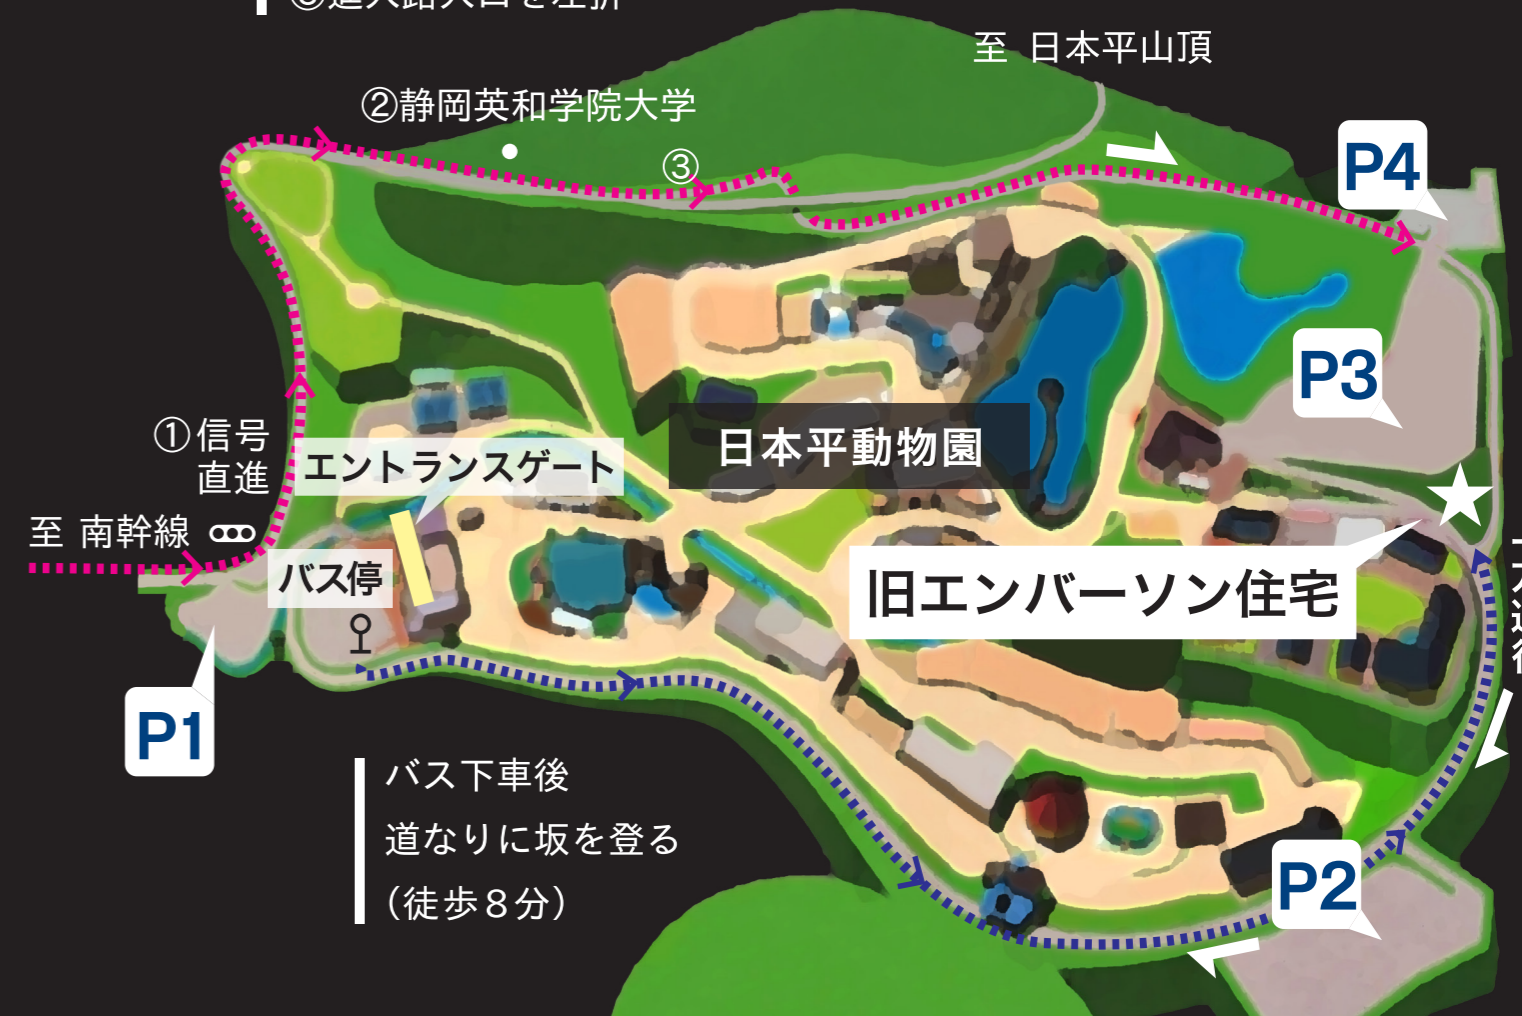 至 日本平山頂
②静岡英和学院大学
③
P4
P3
①信号
直進
エントランスゲート
日本平動物園
至 南幹線
バス停
旧エンバーソン住宅
P1
バス下車後
道なりに坂を登る
（徒歩８分）
P2